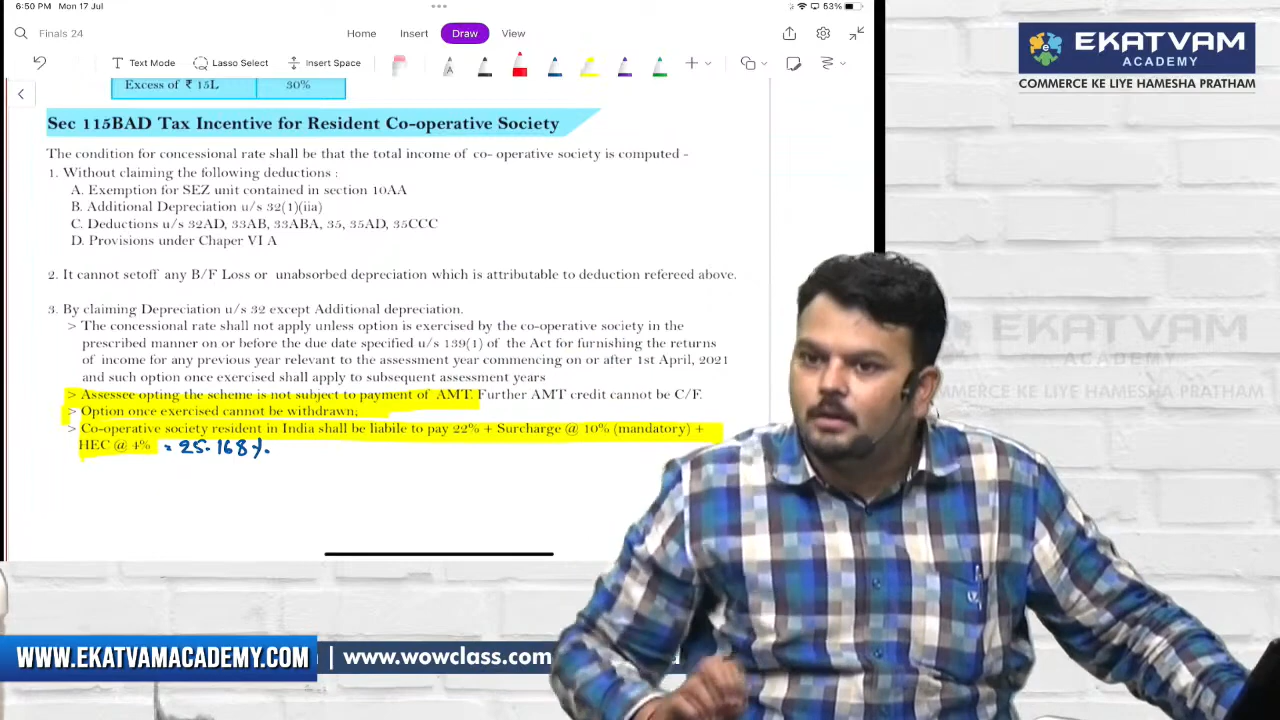 6:50 PM Mon 17 Jul
53%
Finals 24
Home Insert Draw View
Text Mode Lasso Select Insert Space
Excess of ₹ 15L 30%
Sec 115BAD Tax Incentive for Resident Co-operative Society
The condition for concessional rate shall be that the total income of co- operative society is computed -
1. Without claiming the following deductions :
A. Exemption for SEZ unit contained in section 10AA
B. Additional Depreciation u/s 32(1)(iia)
C. Deductions u/s 32AD, 33AB, 33ABA, 35, 35AD, 35CCC
D. Provisions under Chaper VI A
2. It cannot setoff any B/F Loss or unabsorbed depreciation which is attributable to deduction refereed above.
3. By claiming Depreciation u/s 32 except Additional depreciation.
> The concessional rate shall not apply unless option is exercised by the co-operative society in the
prescribed manner on or before the due date specified u/s 139(1) of the Act for furnishing the returns
of income for any previous year relevant to the assessment year commencing on or after 1st April, 2021
and such option once exercised shall apply to subsequent assessment years
> Assessee opting the scheme is not subject to payment of AMT. Further AMT credit cannot be C/F.
> Option once exercised cannot be withdrawn;
> Co-operative society resident in India shall be liabile to pay 22% + Surcharge @ 10% (mandatory) +
HEC @ 4% = 25.168%
EKATVAM
ACADEMY
COMMERCE KE LIYE HAMESHA PRATHAM
EKATVAM
ACADEMY
MMERCE KE LIYE HAMESHA PRATHAM
WWW.EKATVAMACADEMY.COM | www.wowclass.com